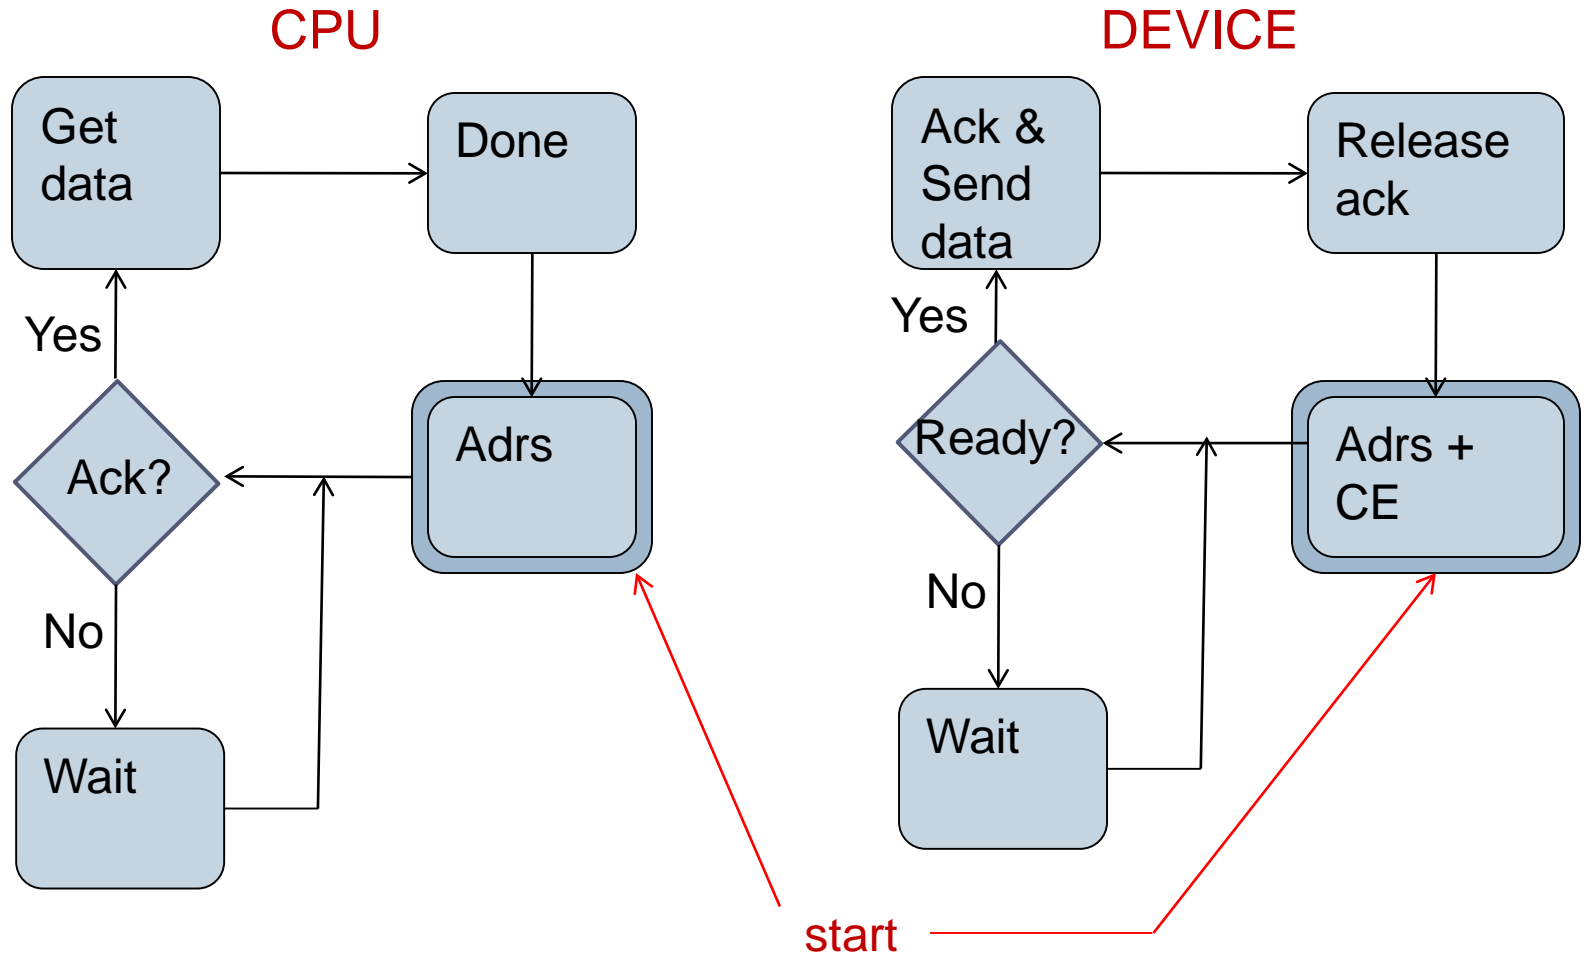 CPU
Get
data
Done
Yes
Ack?
Adrs
No
Wait
DEVICE
Ack &
Send
data
Release
ack
Yes
Ready?
Adrs +
CE
No
Wait
start